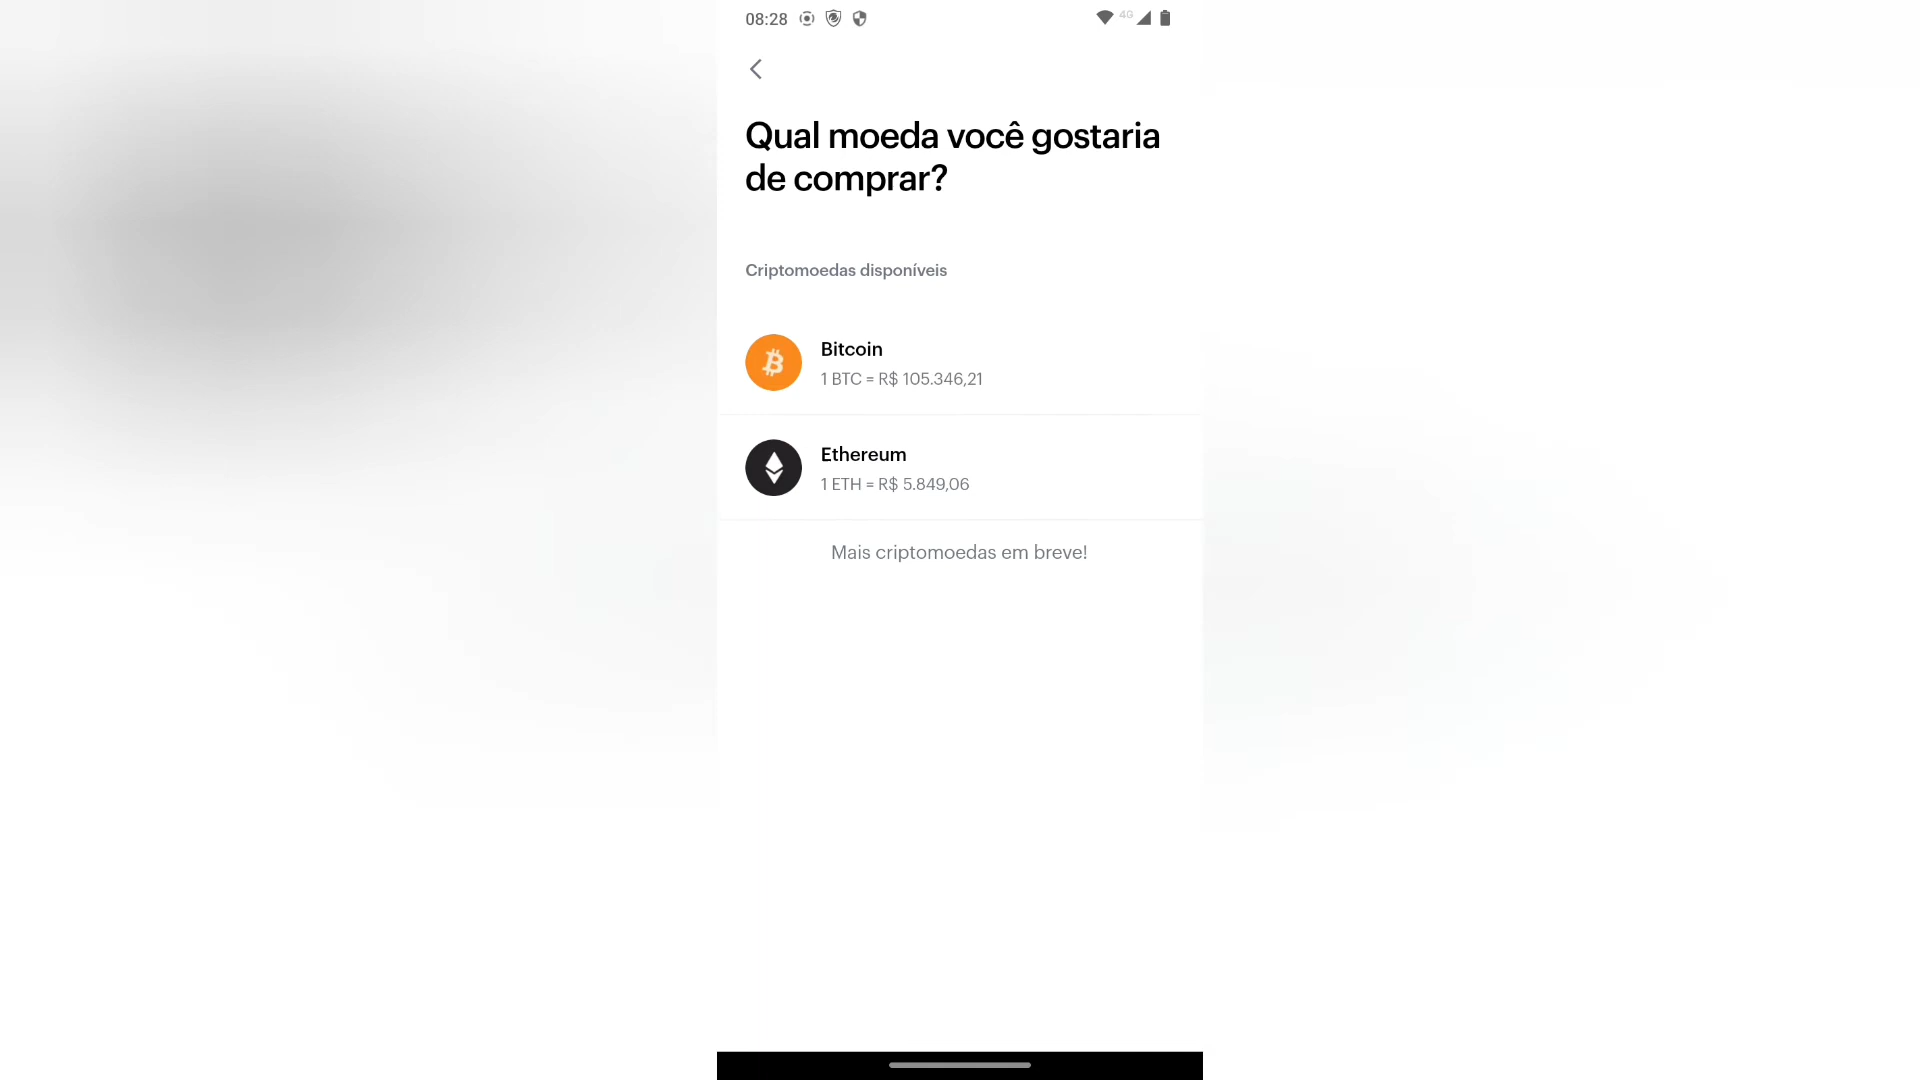 08:28
4G
Qual moeda você gostaria
de comprar?
Criptomoedas disponíveis
Bitcoin
1 BTC = R$ 105.346,21
Ethereum
1 ETH = R$ 5.849,06
Mais criptomoedas em breve!